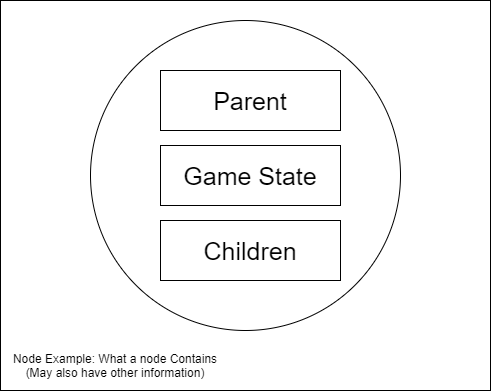 Parent
Game State
Children
Node Example: What a node Contains
(May also have other information)